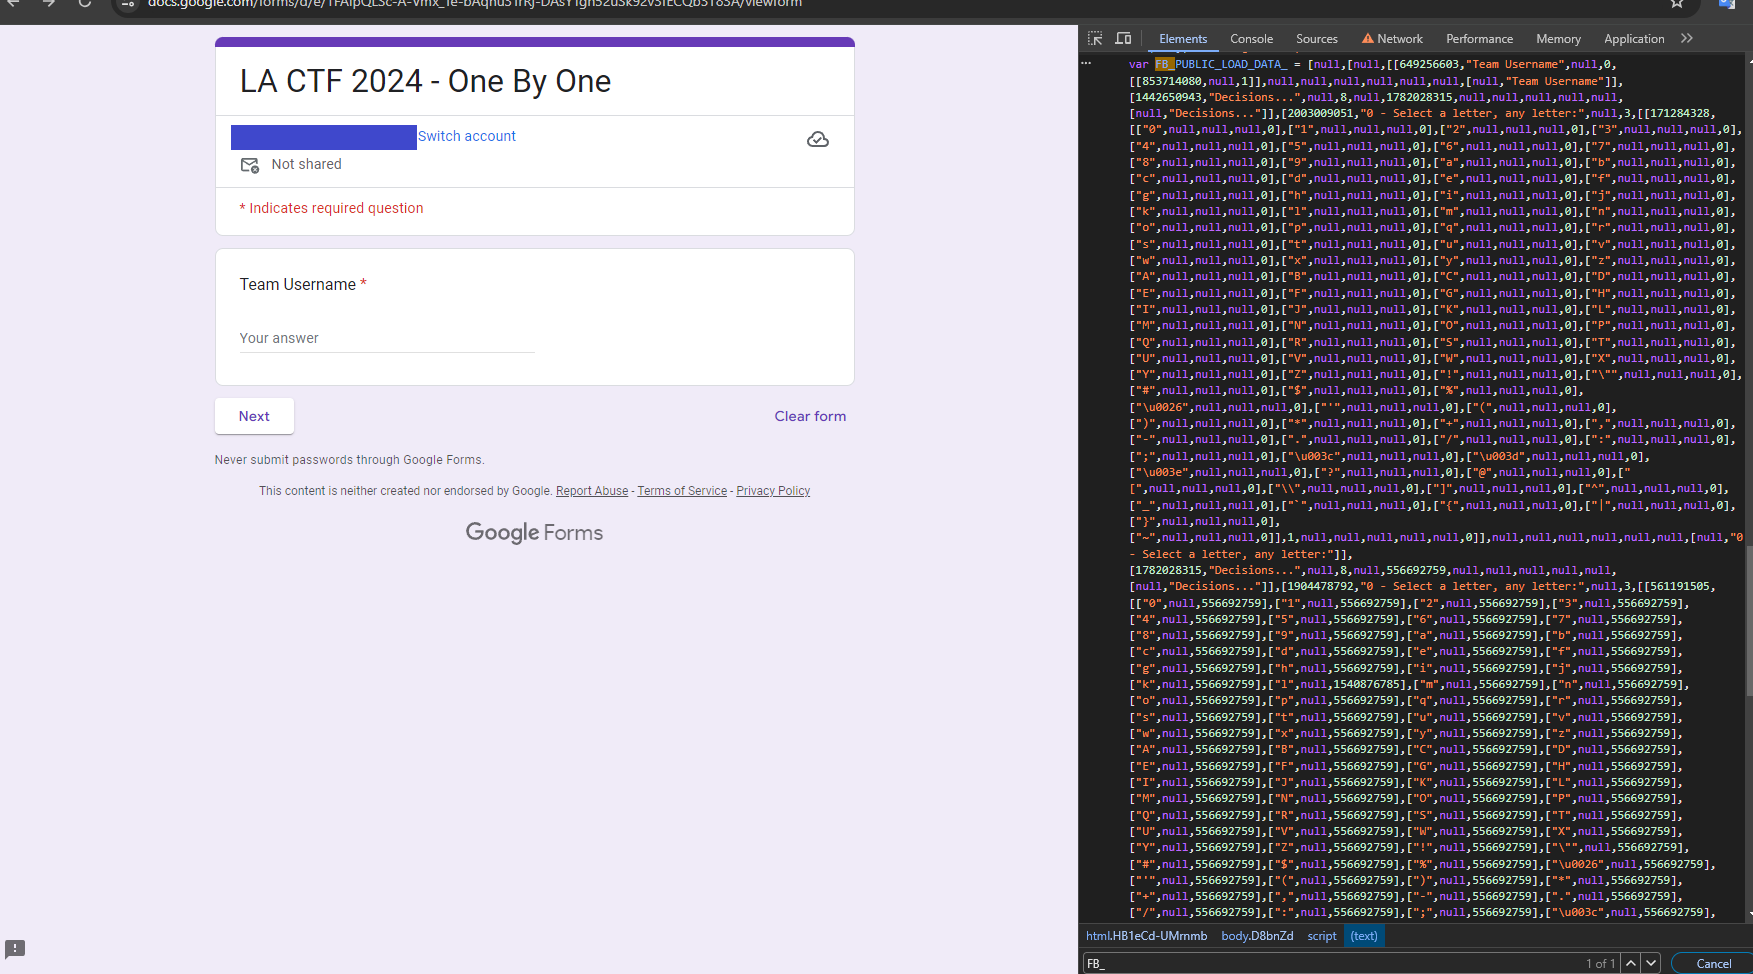 docs.google.com/forms/d/e/1FAIpQLSc-A-
LA CTF 2024 - One By One
Switch account
Not shared
* Indicates required question
Team Username *
Your answer
Next
Clear form
Never submit passwords through Google Forms.
This content is neither created nor endorsed by Google. Report Abuse - Terms of Service - Privacy Policy
Google Forms
Elements Console Sources Network Performance Memory Application
var FB_PUBLIC_LOAD_DATA_ = [null,[null,[[649256603,"Team Username",null,0,
[[853714080,null,1]],null,null,null,null,null,[null,"Team Username"]],
[1442650943,"Decisions...",null,8,null,1782028315,null,null,null,null,null,
[null,"Decisions..."]],[2003009051,"0 - Select a letter, any letter:",null,3,[[171284328,
[["0",null,null,null,0],["1",null,null,null,0],["2",null,null,null,0],["3",null,null,null,0],
["4",null,null,null,0],["5",null,null,null,0],["6",null,null,null,0],["7",null,null,null,0],
["8",null,null,null,0],["9",null,null,null,0],["a",null,null,null,0],["b",null,null,null,0],
["c",null,null,null,0],["d",null,null,null,0],["e",null,null,null,0],["f",null,null,null,0],
["g",null,null,null,0],["h",null,null,null,0],["i",null,null,null,0],["j",null,null,null,0],
["k",null,null,null,0],["l",null,null,null,0],["m",null,null,null,0],["n",null,null,null,0],
["o",null,null,null,0],["p",null,null,null,0],["q",null,null,null,0],["r",null,null,null,0],
["s",null,null,null,0],["t",null,null,null,0],["u",null,null,null,0],["v",null,null,null,0],
["w",null,null,null,0],["x",null,null,null,0],["y",null,null,null,0],["z",null,null,null,0],
["A",null,null,null,0],["B",null,null,null,0],["C",null,null,null,0],["D",null,null,null,0],
["E",null,null,null,0],["F",null,null,null,0],["G",null,null,null,0],["H",null,null,null,0],
["I",null,null,null,0],["J",null,null,null,0],["K",null,null,null,0],["L",null,null,null,0],
["M",null,null,null,0],["N",null,null,null,0],["O",null,null,null,0],["P",null,null,null,0],
["Q",null,null,null,0],["R",null,null,null,0],["S",null,null,null,0],["T",null,null,null,0],
["U",null,null,null,0],["V",null,null,null,0],["W",null,null,null,0],["X",null,null,null,0],
["Y",null,null,null,0],["Z",null,null,null,0],["!",null,null,null,0],["\"",null,null,null,0],
["#",null,null,null,0],["$",null,null,null,0],["%",null,null,null,0],
["\u0026",null,null,null,0],["'",null,null,null,0],["(",null,null,null,0],
[")",null,null,null,0],["*",null,null,null,0],["+",null,null,null,0],[",",null,null,null,0],
["-",null,null,null,0],[".",null,null,null,0],["/",null,null,null,0],[":",null,null,null,0],
[";",null,null,null,0],["\u003c",null,null,null,0],["\u003d",null,null,null,0],
["\u003e",null,null,null,0],["?",null,null,null,0],["@",null,null,null,0],["
[",null,null,null,0],["\\",null,null,null,0],["]",null,null,null,0],["^",null,null,null,0],
["_",null,null,null,0],["`",null,null,null,0],["{",null,null,null,0],["|",null,null,null,0],
["}",null,null,null,0],
["~",null,null,null,0]],1,null,null,null,null,null,0]],null,null,null,null,null,null,[null,"0
- Select a letter, any letter:"]],
[1782028315,"Decisions...",null,8,null,556692759,null,null,null,null,null,
[null,"Decisions..."]],[1904478792,"0 - Select a letter, any letter:",null,3,[[561191505,
[["0",null,556692759],["1",null,556692759],["2",null,556692759],["3",null,556692759],
["4",null,556692759],["5",null,556692759],["6",null,556692759],["7",null,556692759],
["8",null,556692759],["9",null,556692759],["a",null,556692759],["b",null,556692759],
["c",null,556692759],["d",null,556692759],["e",null,556692759],["f",null,556692759],
["g",null,556692759],["h",null,556692759],["i",null,556692759],["j",null,556692759],
["k",null,556692759],["l",null,1540876785],["m",null,556692759],["n",null,556692759],
["o",null,556692759],["p",null,556692759],["q",null,556692759],["r",null,556692759],
["s",null,556692759],["t",null,556692759],["u",null,556692759],["v",null,556692759],
["w",null,556692759],["x",null,556692759],["y",null,556692759],["z",null,556692759],
["A",null,556692759],["B",null,556692759],["C",null,556692759],["D",null,556692759],
["E",null,556692759],["F",null,556692759],["G",null,556692759],["H",null,556692759],
["I",null,556692759],["J",null,556692759],["K",null,556692759],["L",null,556692759],
["M",null,556692759],["N",null,556692759],["O",null,556692759],["P",null,556692759],
["Q",null,556692759],["R",null,556692759],["S",null,556692759],["T",null,556692759],
["U",null,556692759],["V",null,556692759],["W",null,556692759],["X",null,556692759],
["Y",null,556692759],["Z",null,556692759],["!",null,556692759],["\"",null,556692759],
["#",null,556692759],["$",null,556692759],["%",null,556692759],["\u0026",null,556692759],
["'",null,556692759],["(",null,556692759],[")",null,556692759],["*",null,556692759],
["+",null,556692759],[",",null,556692759],["-",null,556692759],[".",null,556692759],
["/",null,556692759],[":",null,556692759],[";",null,556692759],["\u003c",null,556692759],
html.HB1eCd-UMrnmb body.D8bnZd script (text)
FB_ 1 of 1 Cancel